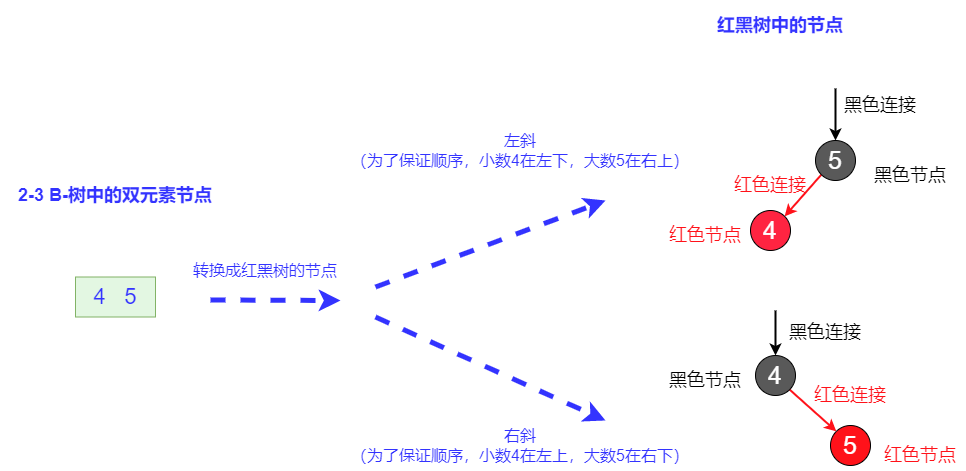 红黑树中的节点
黑色连接
左斜
(为了保证顺序，小数4在左下，大数5在右上)
5
黑色节点
红色连接
2-3 B-树中的双元素节点
4
红色节点
转换成红黑树的节点
4 5
黑色连接
黑色节点
4
红色连接
右斜
(为了保证顺序，小数4在左上，大数5在右下)
5
红色节点